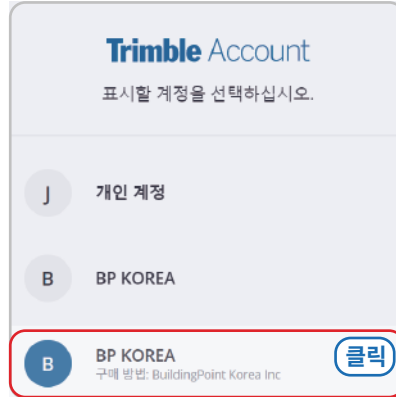 Trimble Account
표시할 계정을 선택하십시오.
J 개인 계정
B BP KOREA
B BP KOREA 클릭
구매 방법: BuildingPoint Korea Inc